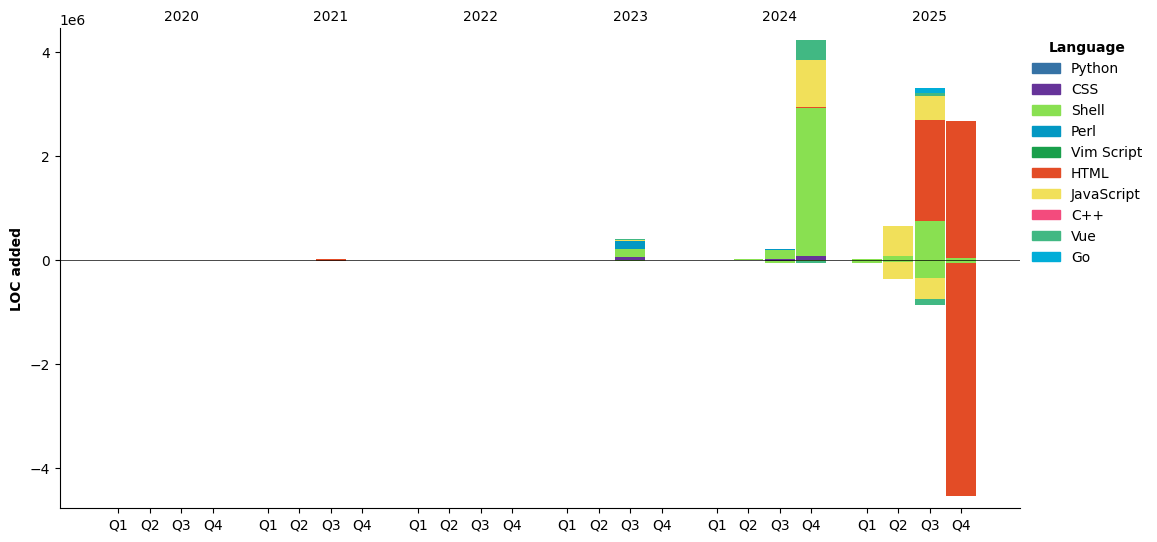 1e6
2020 2021 2022 2023 2024 2025
4
2
0
−2
−4
LOC added
Q1 Q2 Q3 Q4 Q1 Q2 Q3 Q4 Q1 Q2 Q3 Q4 Q1 Q2 Q3 Q4 Q1 Q2 Q3 Q4 Q1 Q2 Q3 Q4
Language
Python
CSS
Shell
Perl
Vim Script
HTML
JavaScript
C++
Vue
Go